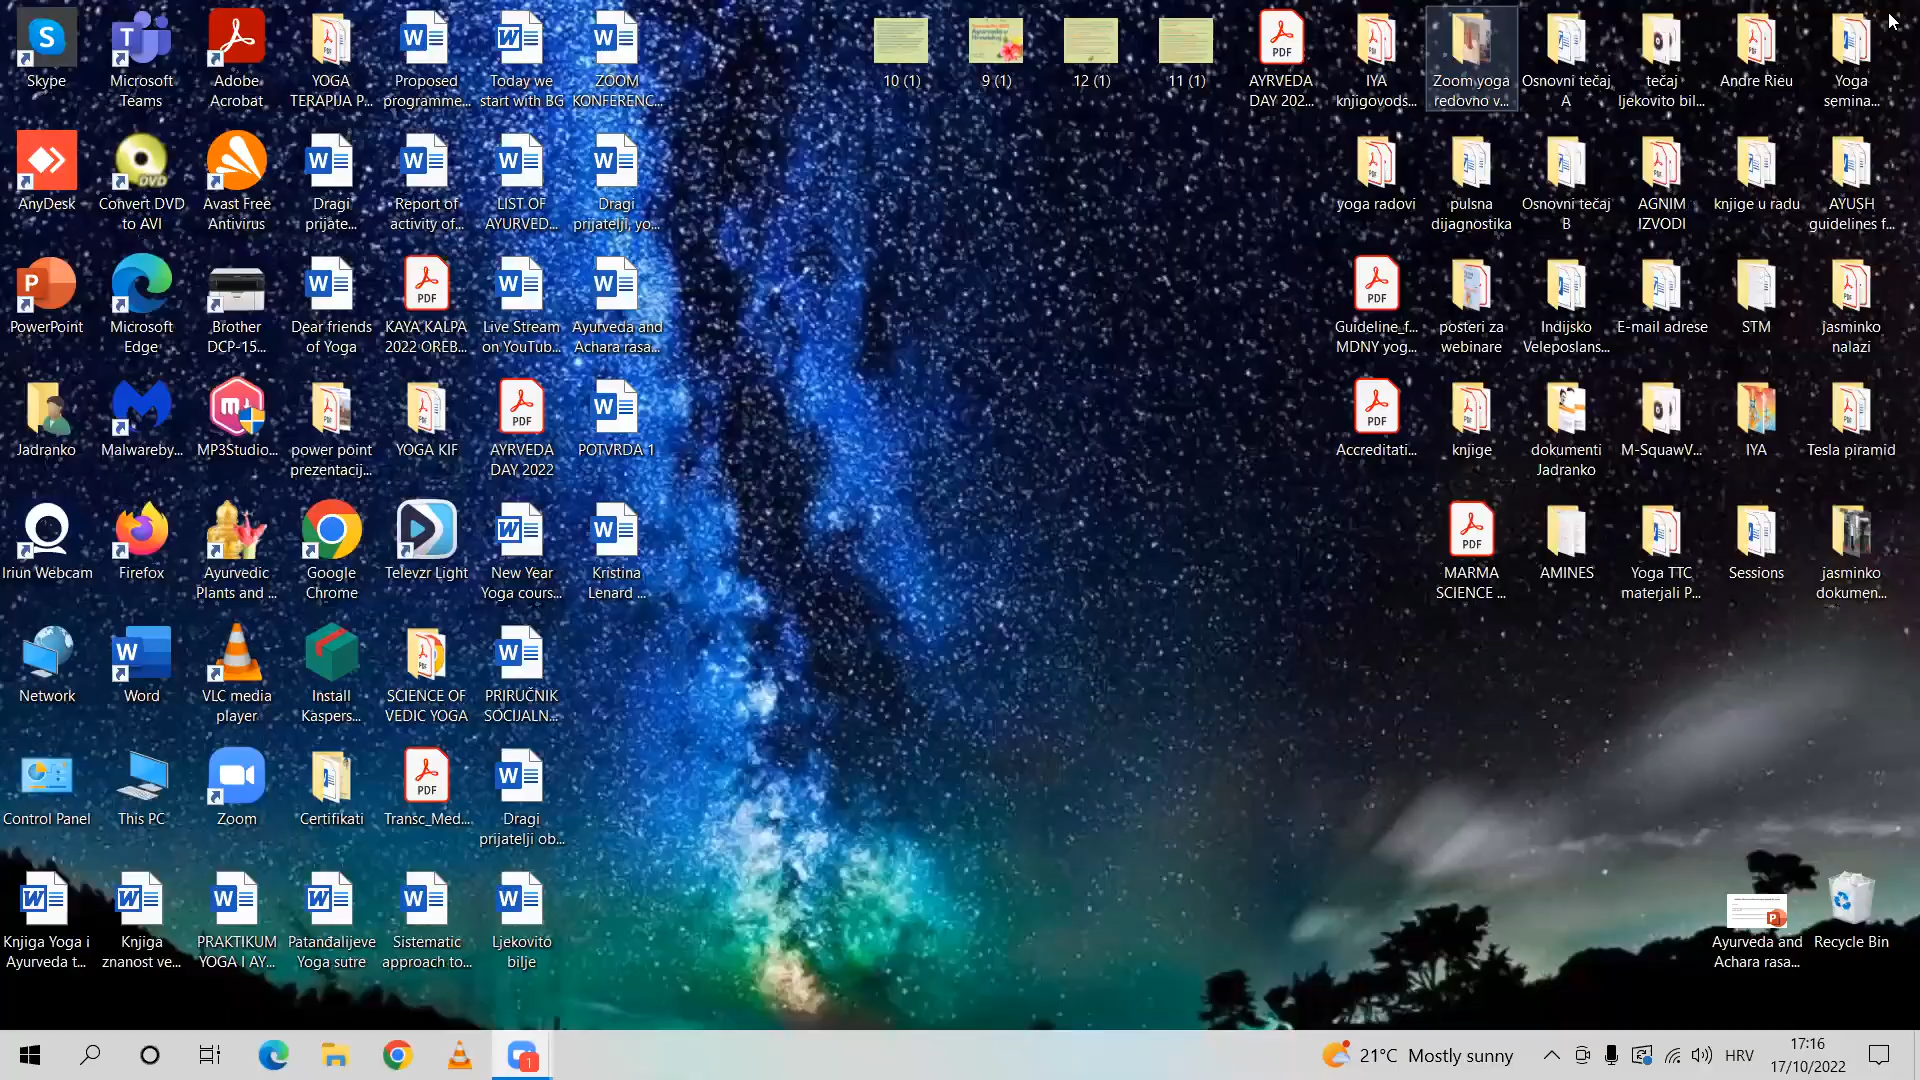 Skype
Microsoft
Teams
Adobe
Acrobat
YOGA
TERAPIJA P...
Proposed
programme...
Today we
start with BG
ZOOM
KONFERENC...
10 (1)
9 (1)
12 (1)
11 (1)
AYRVEDA
DAY 202...
IYA
knjigovods...
Zoom yoga
redovno v...
Osnovni tečaj
A
tečaj
ljekovito bil...
Andre Rieu
Yoga
semina...
AnyDesk
Convert DVD
to AVI
Avast Free
Antivirus
Dragi
prijate...
Report of
activity of...
LIST OF
AYURVED...
Dragi
prijatelji, yo...
yoga radovi
pulsna
dijagnostika
Osnovni tečaj
B
AGNIM
IZVODI
knjige u radu
AYUSH
guidelines f...
PowerPoint
Microsoft
Edge
Brother
DCP-15...
Dear friends
of Yoga
KAYA KALPA
2022 OREB...
Live Stream
on YouTub...
Ayurveda and
Achara rasa...
Guideline_f...
MDNY yog...
posteri za
webinare
Indijsko
Veleposlans...
E-mail adrese
STM
jasminko
nalazi
Jadranko
Malwareby...
MP3Studio...
power point
prezentacij...
YOGA KIF
AYRVEDA
DAY 2022
POTVRDA 1
Accreditati...
knjige
dokumenti
Jadranko
M-SquawV...
IYA
Tesla piramid
Iriun Webcam
Firefox
Ayurvedic
Plants and ...
Google
Chrome
Televzr Light
New Year
Yoga cours...
Kristina
Lenard ...
MARMA
SCIENCE ...
AMINES
Yoga TTC
materjali P...
Sessions
jasminko
dokumen...
Network
Word
VLC media
player
Install
Kaspers...
SCIENCE OF
VEDIC YOGA
PRIRUČNIK
SOCIJALN...
Control Panel
This PC
Zoom
Certifikati
Transc_Med...
Dragi
prijatelji ob...
Knjiga Yoga i
Ayurveda t...
Knjiga
znanost ve...
PRAKTIKUM
YOGA I AY...
Patanđalijeve
Yoga sutre
Sistematic
approach to...
Ljekovito
bilje
Ayurveda and
Achara rasa...
Recycle Bin
1
21°C Mostly sunny
HRV
17:16
17/10/2022